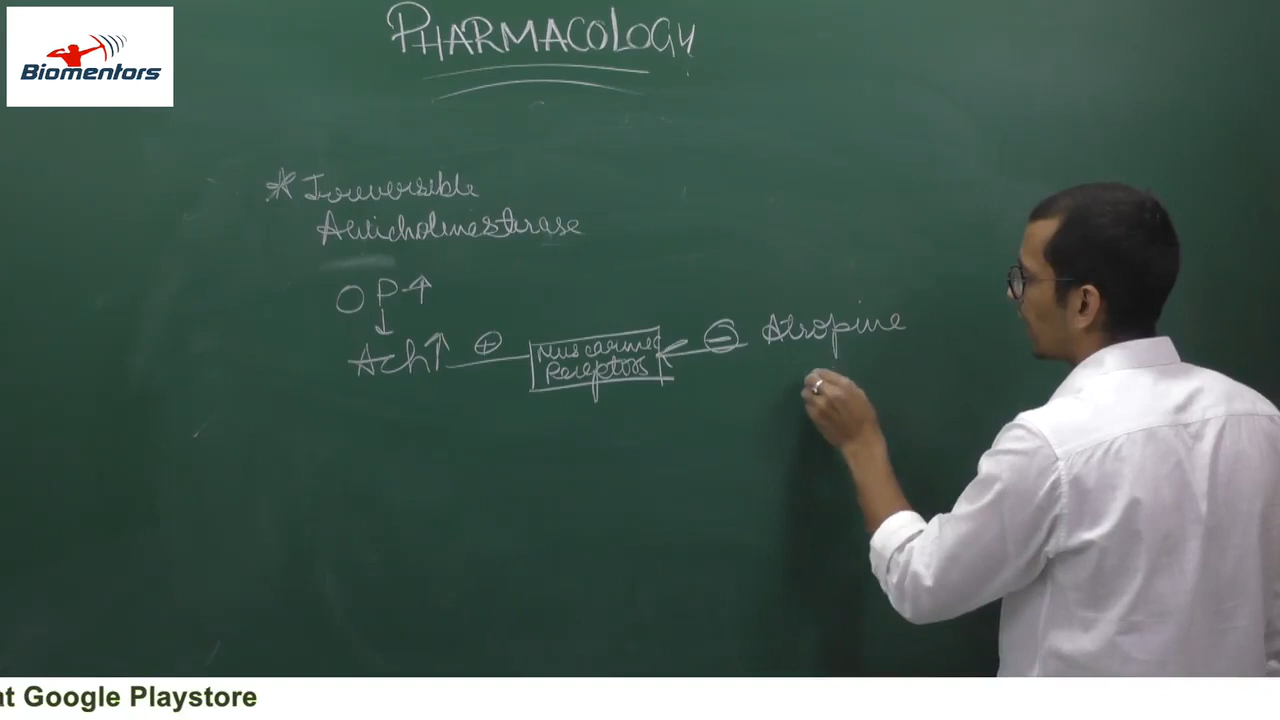 Biomentors
PHARMACOLOGY
* Irreversible
Anticholinesterase
OP↑
↓
Ach↑ ⊕ Muscarinic ⊖ Atropine
Receptors
at Google Playstore